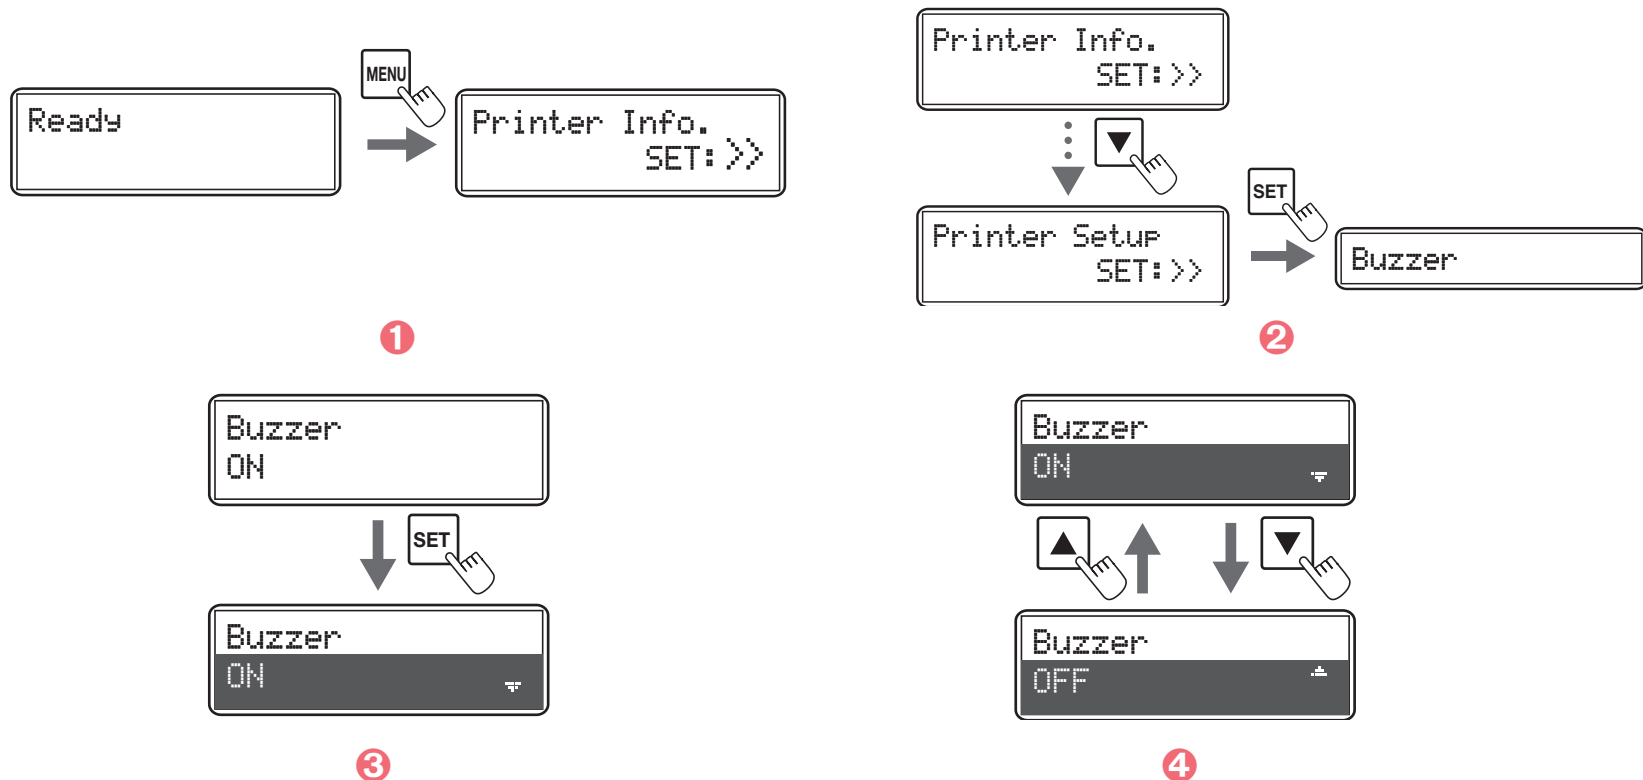 Ready
MENU
Printer Info.
SET:>>
1
Printer Info.
SET:>>
▼
Printer Setup
SET:>>
SET
Buzzer
2
Buzzer
ON
SET
Buzzer
ON
3
Buzzer
ON
▲
▼
Buzzer
OFF
4